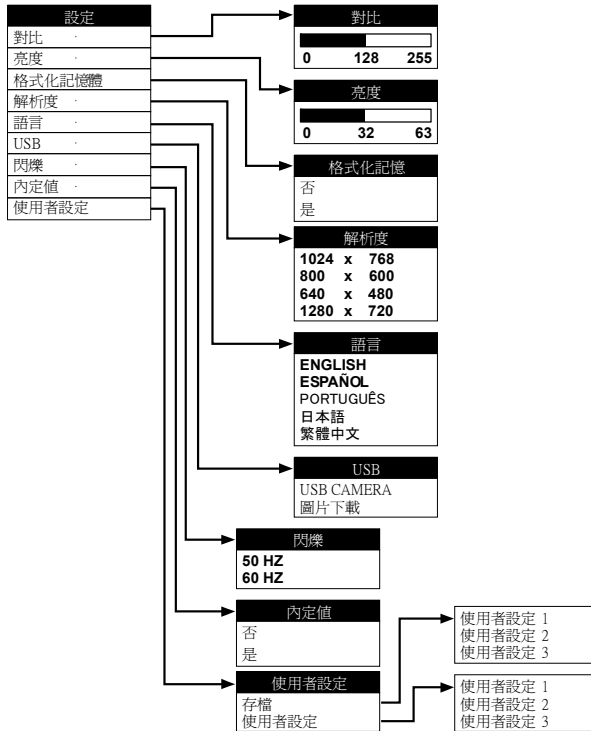 設定
對比
亮度
格式化記憶體
解析度
語言
USB
閃爍
內定值
使用者設定
對比
0 128 255
亮度
0 32 63
格式化記憶
否
是
解析度
1024 x 768
800 x 600
640 x 480
1280 x 720
語言
ENGLISH
ESPAÑOL
PORTUGUÊS
日本語
繁體中文
USB
USB CAMERA
圖片下載
閃爍
50 HZ
60 HZ
內定值
否
是
使用者設定
存檔
使用者設定
使用者設定 1
使用者設定 2
使用者設定 3
使用者設定 1
使用者設定 2
使用者設定 3